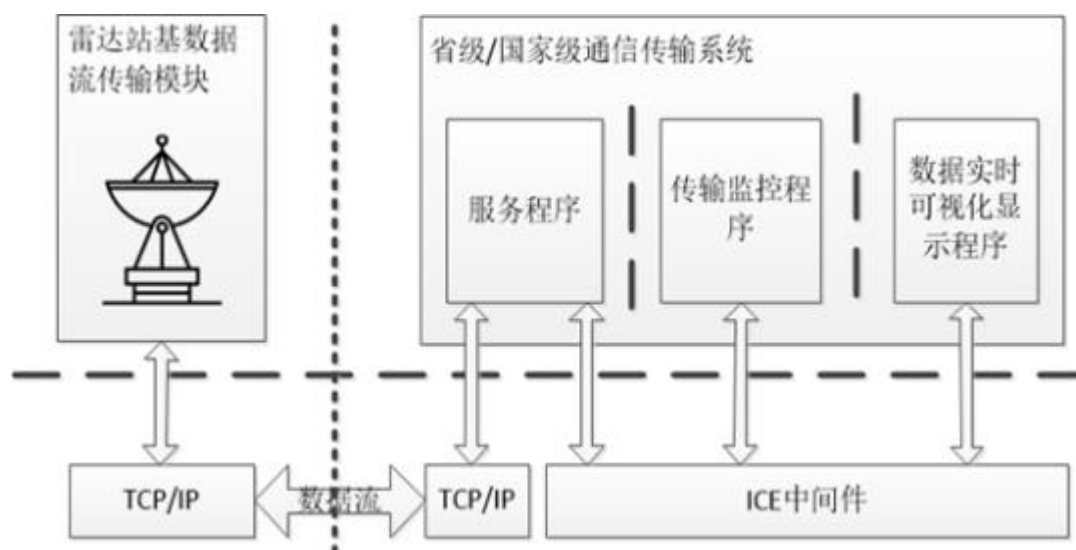 雷达站基数据
流传输模块
省级/国家级通信传输系统
服务程序
传输监控程
序
数据实时
可视化显
示程序
TCP/IP
数据流
TCP/IP
ICE中间件